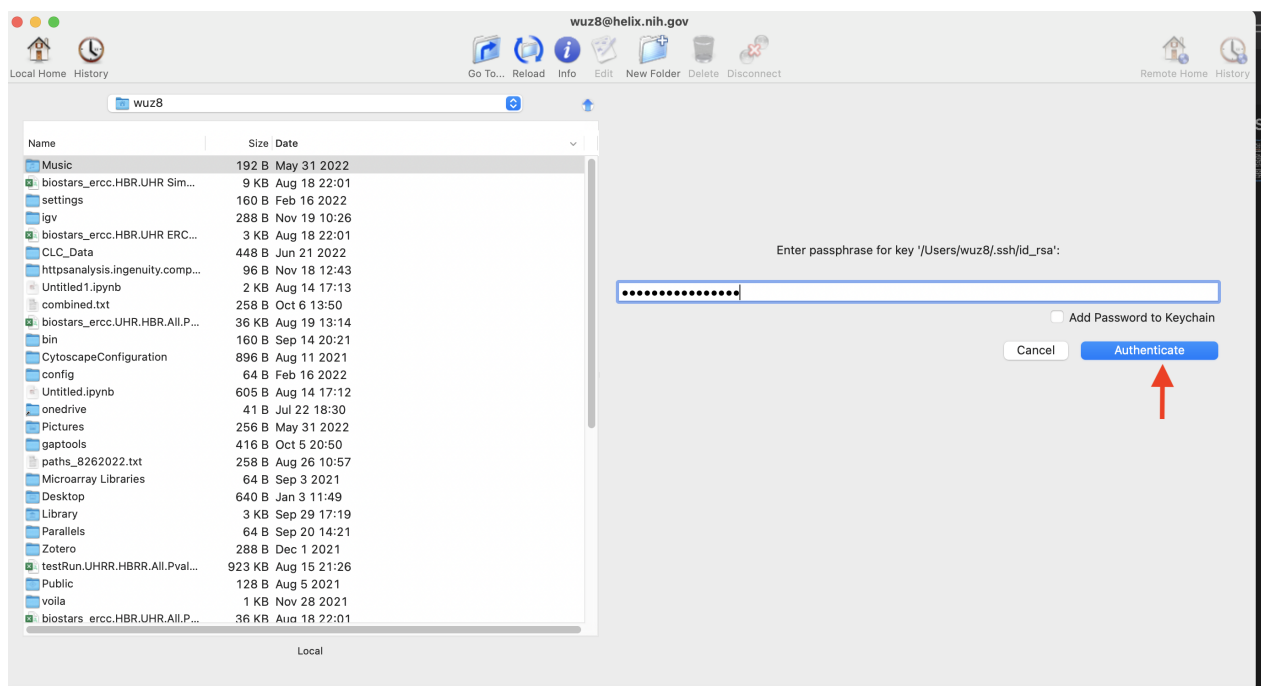 wuz8@helix.nih.gov
Local Home History Go To... Reload Info Edit New Folder Delete Disconnect Remote Home History
wuz8
Name Size Date
Music 192 B May 31 2022
biostars_ercc.HBR.UHR Sim... 9 KB Aug 18 22:01
settings 160 B Feb 16 2022
igv 288 B Nov 19 10:26
biostars_ercc.HBR.UHR ERC... 3 KB Aug 18 22:01
CLC_Data 448 B Jun 21 2022
httpsanalysis.ingenuity.comp... 96 B Nov 18 12:43
Untitled1.ipynb 2 KB Aug 14 17:13
combined.txt 258 B Oct 6 13:50
biostars_ercc.UHR.HBR.All.P... 36 KB Aug 19 13:14
bin 160 B Sep 14 20:21
CytoscapeConfiguration 896 B Aug 11 2021
config 64 B Feb 16 2022
Untitled.ipynb 605 B Aug 14 17:12
onedrive 41 B Jul 22 18:30
Pictures 256 B May 31 2022
gaptools 416 B Oct 5 20:50
paths_8262022.txt 258 B Aug 26 10:57
Microarray Libraries 64 B Sep 3 2021
Desktop 640 B Jan 3 11:49
Library 3 KB Sep 29 17:19
Parallels 64 B Sep 20 14:21
Zotero 288 B Dec 1 2021
testRun.UHRR.HBRR.All.Pval... 923 KB Aug 15 21:26
Public 128 B Aug 5 2021
voila 1 KB Nov 28 2021
biostars_ercc.HBR.UHR.All.P... 36 KB Aug 18 22:01
Local
Enter passphrase for key '/Users/wuz8/.ssh/id_rsa':
Add Password to Keychain
Cancel Authenticate